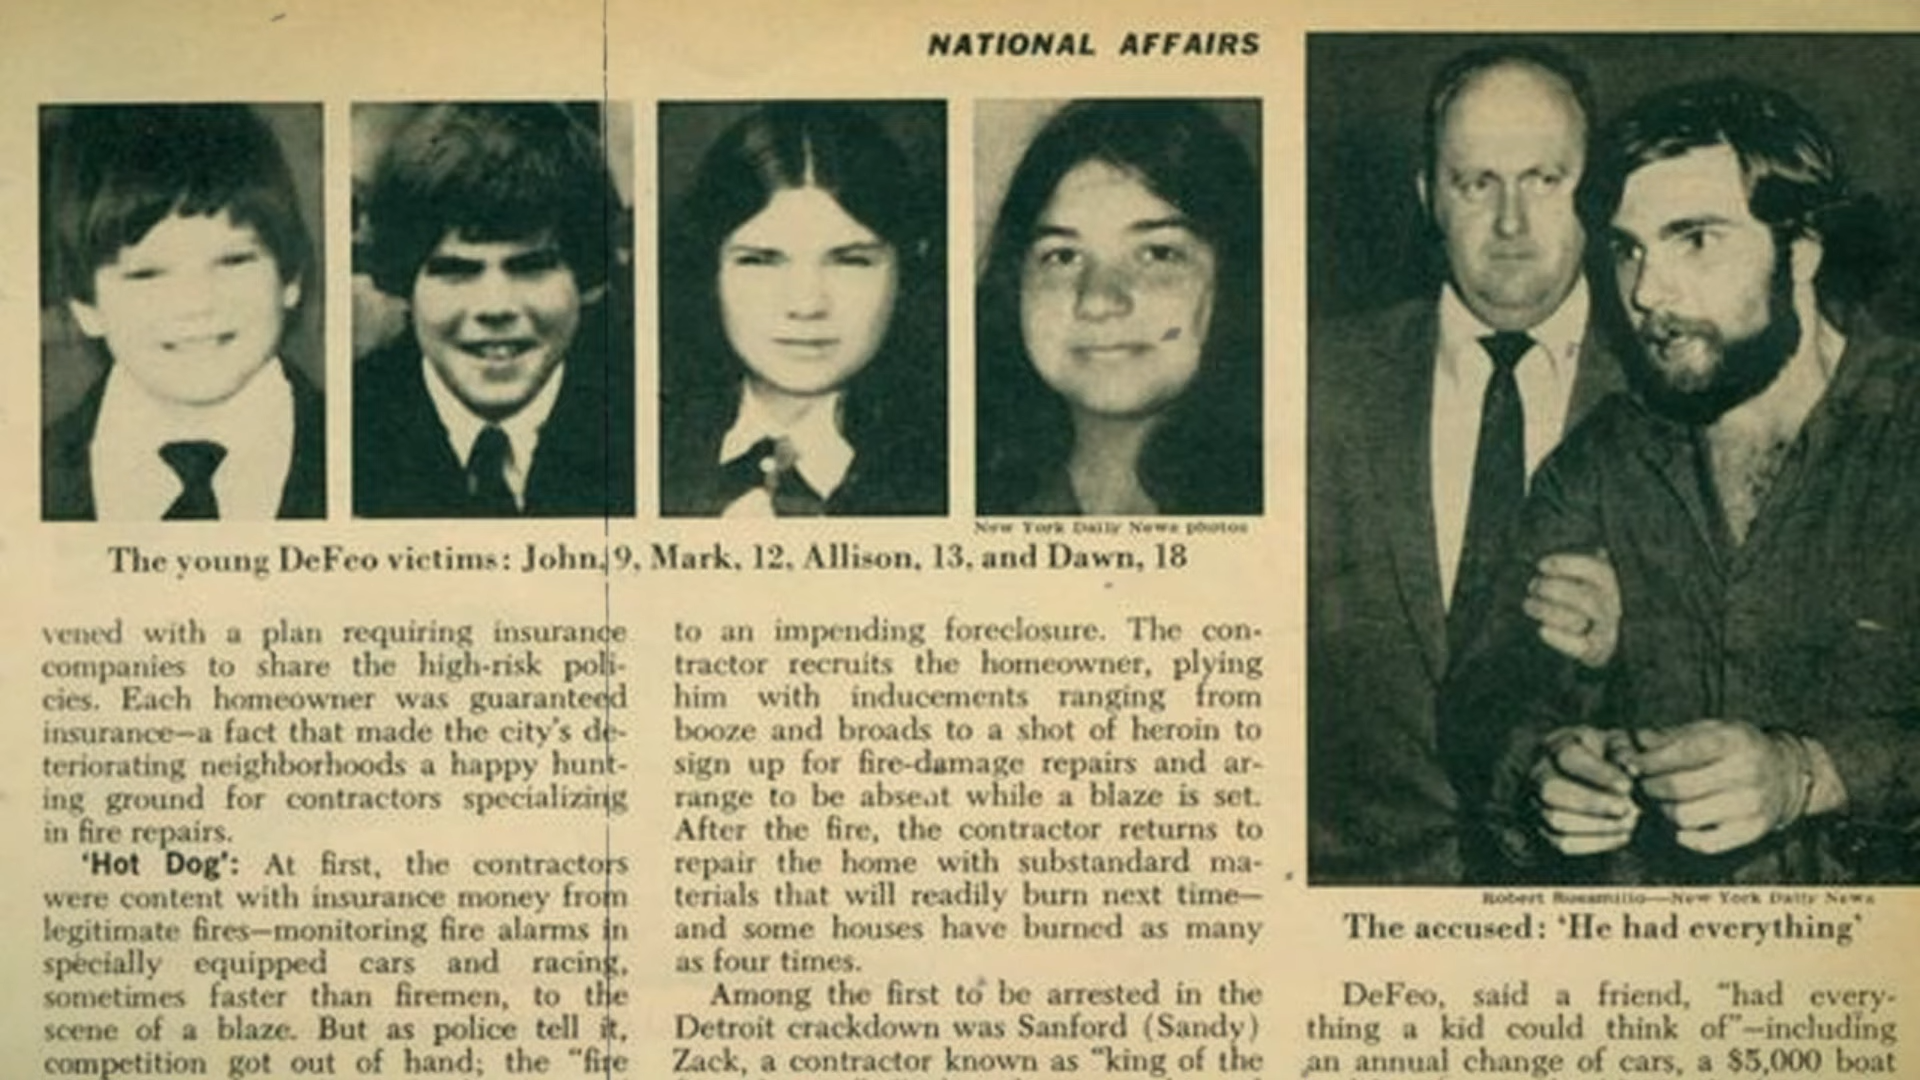 NATIONAL AFFAIRS
New York Daily News photos
The young DeFeo victims: John, 9, Mark, 12, Allison, 13, and Dawn, 18
vened with a plan requiring insurance
companies to share the high-risk poli-
cies. Each homeowner was guaranteed
insurance—a fact that made the city's de-
teriorating neighborhoods a happy hunt-
ing ground for contractors specializing
in fire repairs.
'Hot Dog': At first, the contractors
were content with insurance money from
legitimate fires—monitoring fire alarms in
specially equipped cars and racing,
sometimes faster than firemen, to the
scene of a blaze. But as police tell it,
competition got out of hand; the "fire
to an impending foreclosure. The con-
tractor recruits the homeowner, plying
him with inducements ranging from
booze and broads to a shot of heroin to
sign up for fire-damage repairs and ar-
range to be absent while a blaze is set.
After the fire, the contractor returns to
repair the home with substandard ma-
terials that will readily burn next time—
and some houses have burned as many
as four times.
Among the first to be arrested in the
Detroit crackdown was Sanford (Sandy)
Zack, a contractor known as "king of the
Robert Rosamilio—New York Daily News
The accused: 'He had everything'
DeFeo, said a friend, "had every-
thing a kid could think of"—including
an annual change of cars, a $5,000 boat